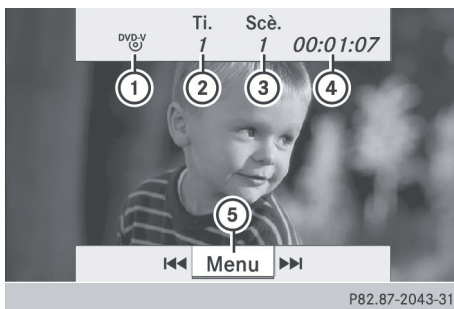 DVD-V
Ti. Scè.
1 1 00:01:07
1 2 3 4
5
Menu
P82.87-2043-31